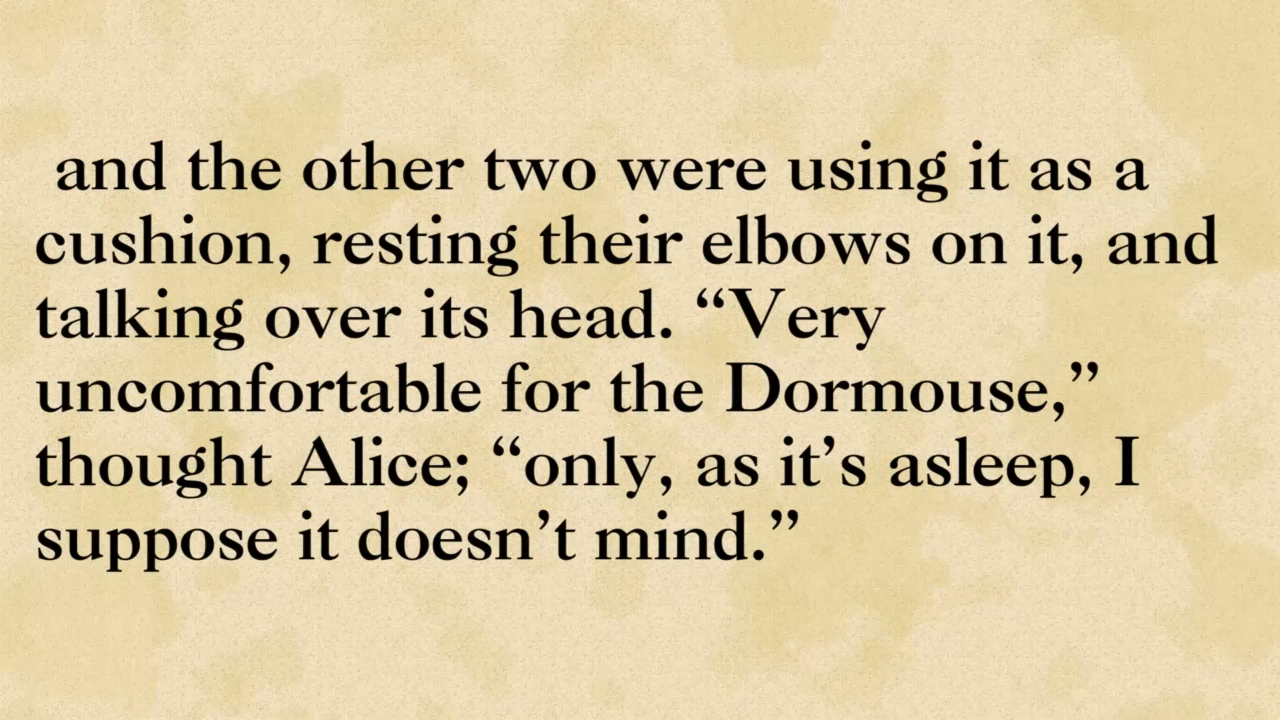 and the other two were using it as a
cushion, resting their elbows on it, and
talking over its head. “Very
uncomfortable for the Dormouse,”
thought Alice; “only, as it’s asleep, I
suppose it doesn’t mind.”